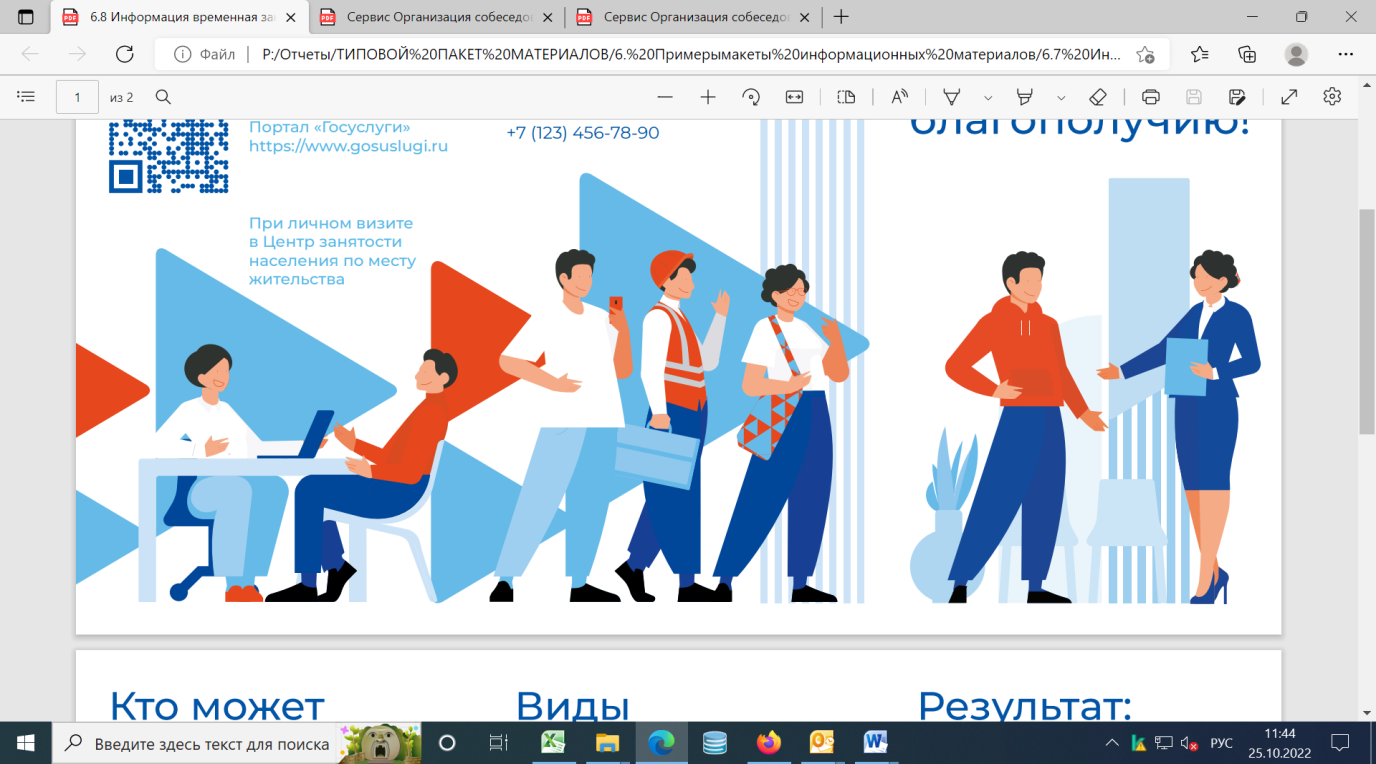 6.8 Информация временная за
Сервис Организация собеседо
Сервис Организация собеседо
Файл
P:/Отчеты/ТИПОВОЙ%20ПАКЕТ%20МАТЕРИАЛОВ/6.%20Примерымакеты%20информационных%20материалов/6.7%20Ин...
1 из 2
Портал «Госуслуги»
https://www.gosuslugi.ru
При личном визите
в Центр занятости
населения по месту
жительства
+7 (123) 456-78-90
благополучию!
Кто может
Виды
Результат:
Введите здесь текст для поиска
РУС
11:44
25.10.2022